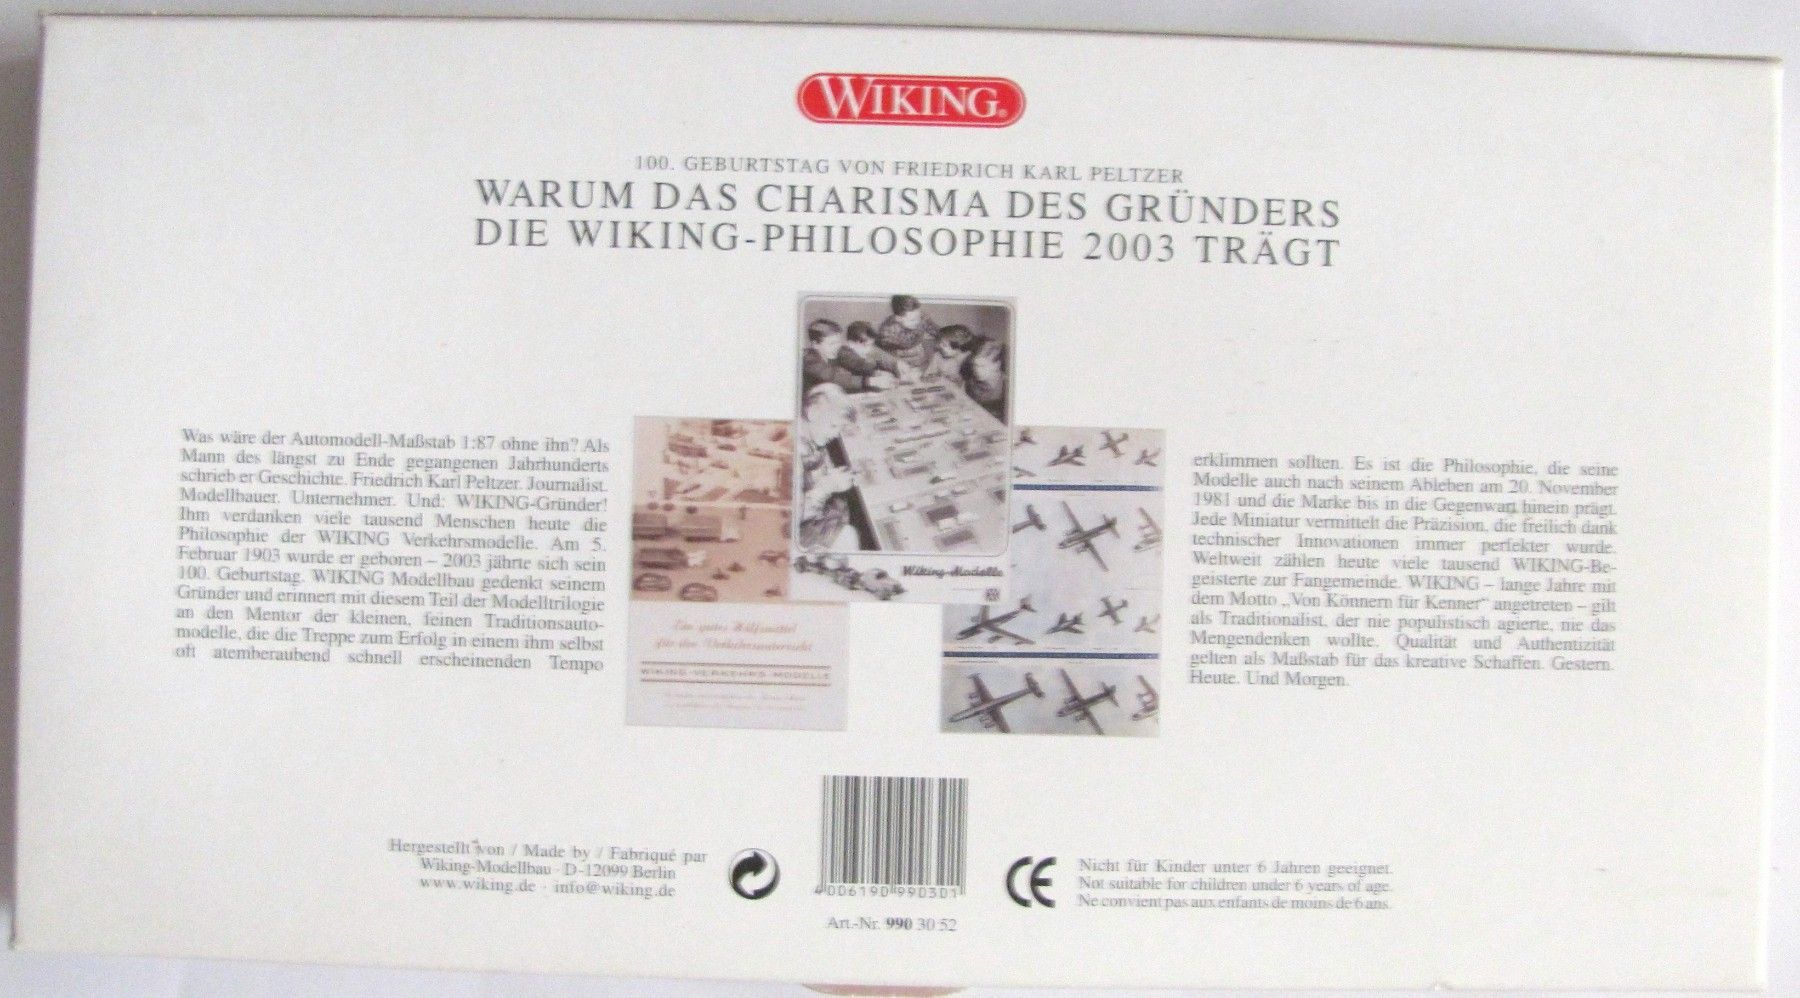 WIKING®
100. GEBURTSTAG VON FRIEDRICH KARL PELTZER
WARUM DAS CHARISMA DES GRÜNDERS
DIE WIKING-PHILOSOPHIE 2003 TRÄGT
Was wäre der Automodell-Maßstab 1:87 ohne ihn? Als
Mann des längst zu Ende gegangenen Jahrhunderts
schrieb er Geschichte. Friedrich Karl Peltzer. Journalist.
Modellbauer. Unternehmer. Und: WIKING-Gründer!
Ihm verdanken viele tausend Menschen heute die
Philosophie der WIKING Verkehrsmodelle. Am 5.
Februar 1903 wurde er geboren – 2003 jährte sich sein
100. Geburtstag. WIKING Modellbau gedenkt seinem
Gründer und erinnert mit diesem Teil der Modelltrilogie
an den Mentor der kleinen, feinen Traditionsauto-
modelle, die die Treppe zum Erfolg in einem ihm selbst
oft atemberaubend schnell erscheinenden Tempo
erklimmen sollten. Es ist die Philosophie, die seine
Modelle auch nach seinem Ableben am 20. November
1981 und die Marke bis in die Gegenwart hinein prägt.
Jede Miniatur vermittelt die Präzision, die freilich dank
technischer Innovationen immer perfekter wurde.
Weltweit zählen heute viele tausend WIKING-Be-
geisterte zur Fangemeinde. WIKING – lange Jahre mit
dem Motto „Von Könnern für Kenner“ angetreten – gilt
als Traditionalist, der nie populistisch agierte, nie das
Mengendenken wollte. Qualität und Authentizität
gelten als Maßstab für das kreative Schaffen. Gestern.
Heute. Und Morgen.
Wiking-Modelle
Ein gutes Hilfsmittel
für den Verkehrsunterricht
WIKING-VERKEHRS-MODELLE
Hergestellt von / Made by / Fabriqué par
Wiking-Modellbau · D-12099 Berlin
www.wiking.de · info@wiking.de
4 006190 990301
Art.-Nr. 990 30 52
CE
Nicht für Kinder unter 6 Jahren geeignet.
Not suitable for children under 6 years of age.
Ne convient pas aux enfants de moins de 6 ans.